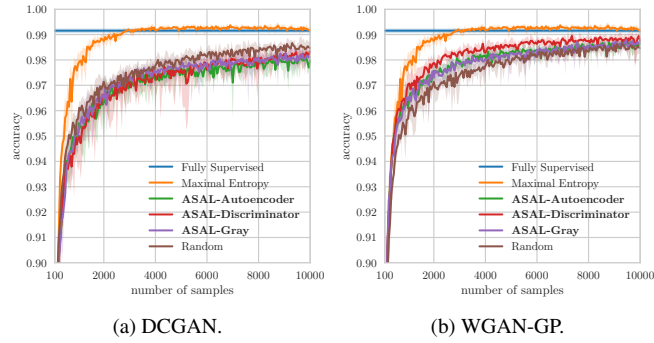 accuracy
1.00
0.99
0.98
0.97
0.96
0.95
0.94
0.93
0.92
0.91
0.90
100
2000
4000
6000
8000
10000
number of samples
Fully Supervised
Maximal Entropy
ASAL-Autoencoder
ASAL-Discriminator
ASAL-Gray
Random
(a) DCGAN.
accuracy
1.00
0.99
0.98
0.97
0.96
0.95
0.94
0.93
0.92
0.91
0.90
100
2000
4000
6000
8000
10000
number of samples
Fully Supervised
Maximal Entropy
ASAL-Autoencoder
ASAL-Discriminator
ASAL-Gray
Random
(b) WGAN-GP.